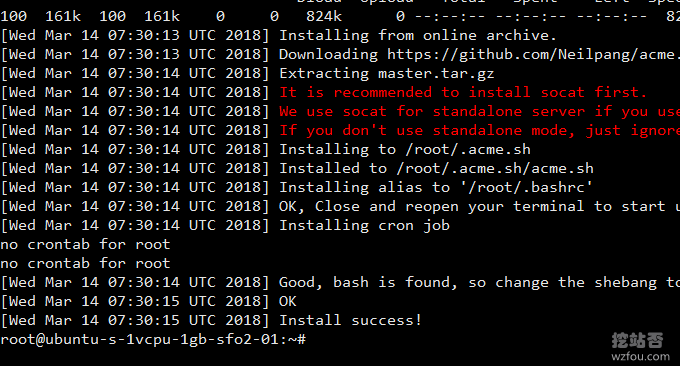 100  161k  100  161k    0     0   824k      0 --:--:-- --:--:-- --:--:--  82
[Wed Mar 14 07:30:13 UTC 2018] Installing from online archive.
[Wed Mar 14 07:30:13 UTC 2018] Downloading https://github.com/Neilpang/acme.
[Wed Mar 14 07:30:14 UTC 2018] Extracting master.tar.gz
[Wed Mar 14 07:30:14 UTC 2018] It is recommended to install socat first.
[Wed Mar 14 07:30:14 UTC 2018] We use socat for standalone server if you use
[Wed Mar 14 07:30:14 UTC 2018] If you don't use standalone mode, just ignore
[Wed Mar 14 07:30:14 UTC 2018] Installing to /root/.acme.sh
[Wed Mar 14 07:30:14 UTC 2018] Installed to /root/.acme.sh/acme.sh
[Wed Mar 14 07:30:14 UTC 2018] Installing alias to '/root/.bashrc'
[Wed Mar 14 07:30:14 UTC 2018] OK, Close and reopen your terminal to start u
[Wed Mar 14 07:30:14 UTC 2018] Installing cron job
no crontab for root
no crontab for root
[Wed Mar 14 07:30:14 UTC 2018] Good, bash is found, so change the shebang to
[Wed Mar 14 07:30:15 UTC 2018] OK
[Wed Mar 14 07:30:15 UTC 2018] Install success!
root@ubuntu-s-1vcpu-1gb-sfo2-01:~#
挖站否
wzfou.com